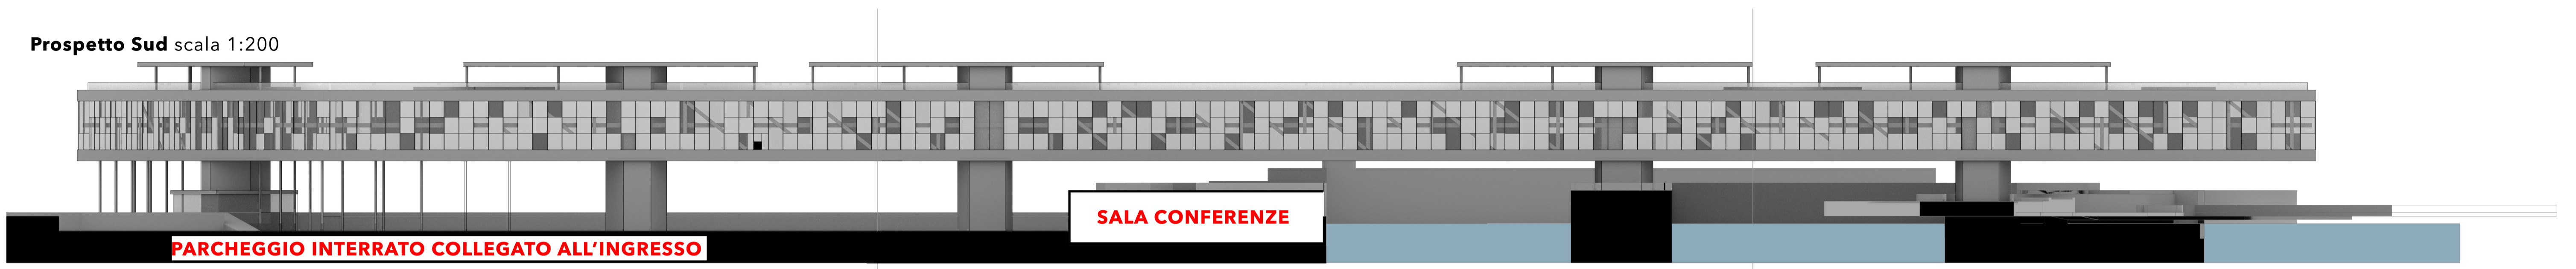 Prospetto Sud scala 1:200
SALA CONFERENZE
PARCHEGGIO INTERRATO COLLEGATO ALL’INGRESSO